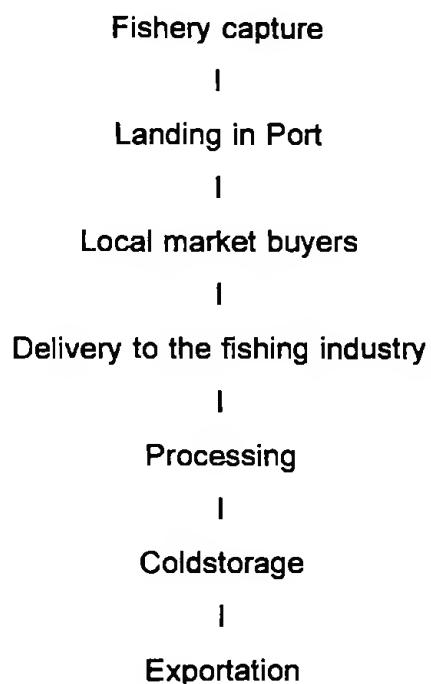 Fishery capture
|
Landing in Port
|
Local market buyers
|
Delivery to the fishing industry
|
Processing
|
Coldstorage
|
Exportation